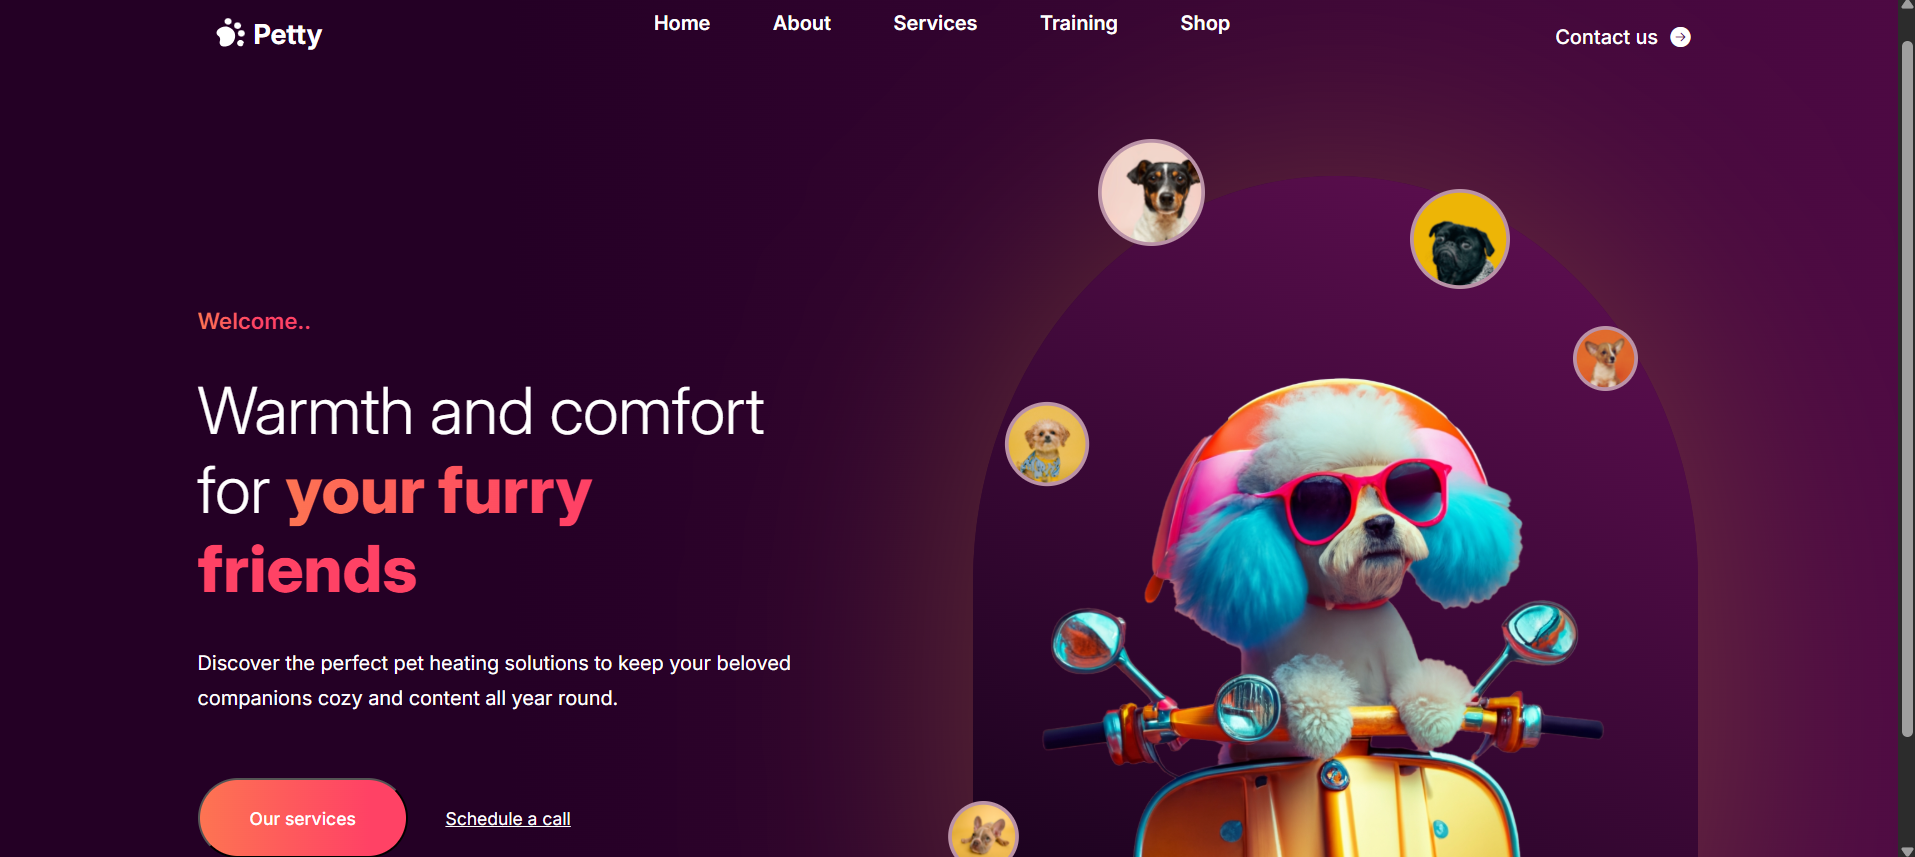 Petty
Home About Services Training Shop
Contact us
Welcome..
Warmth and comfort
for your furry
friends
Discover the perfect pet heating solutions to keep your beloved
companions cozy and content all year round.
Our services
Schedule a call